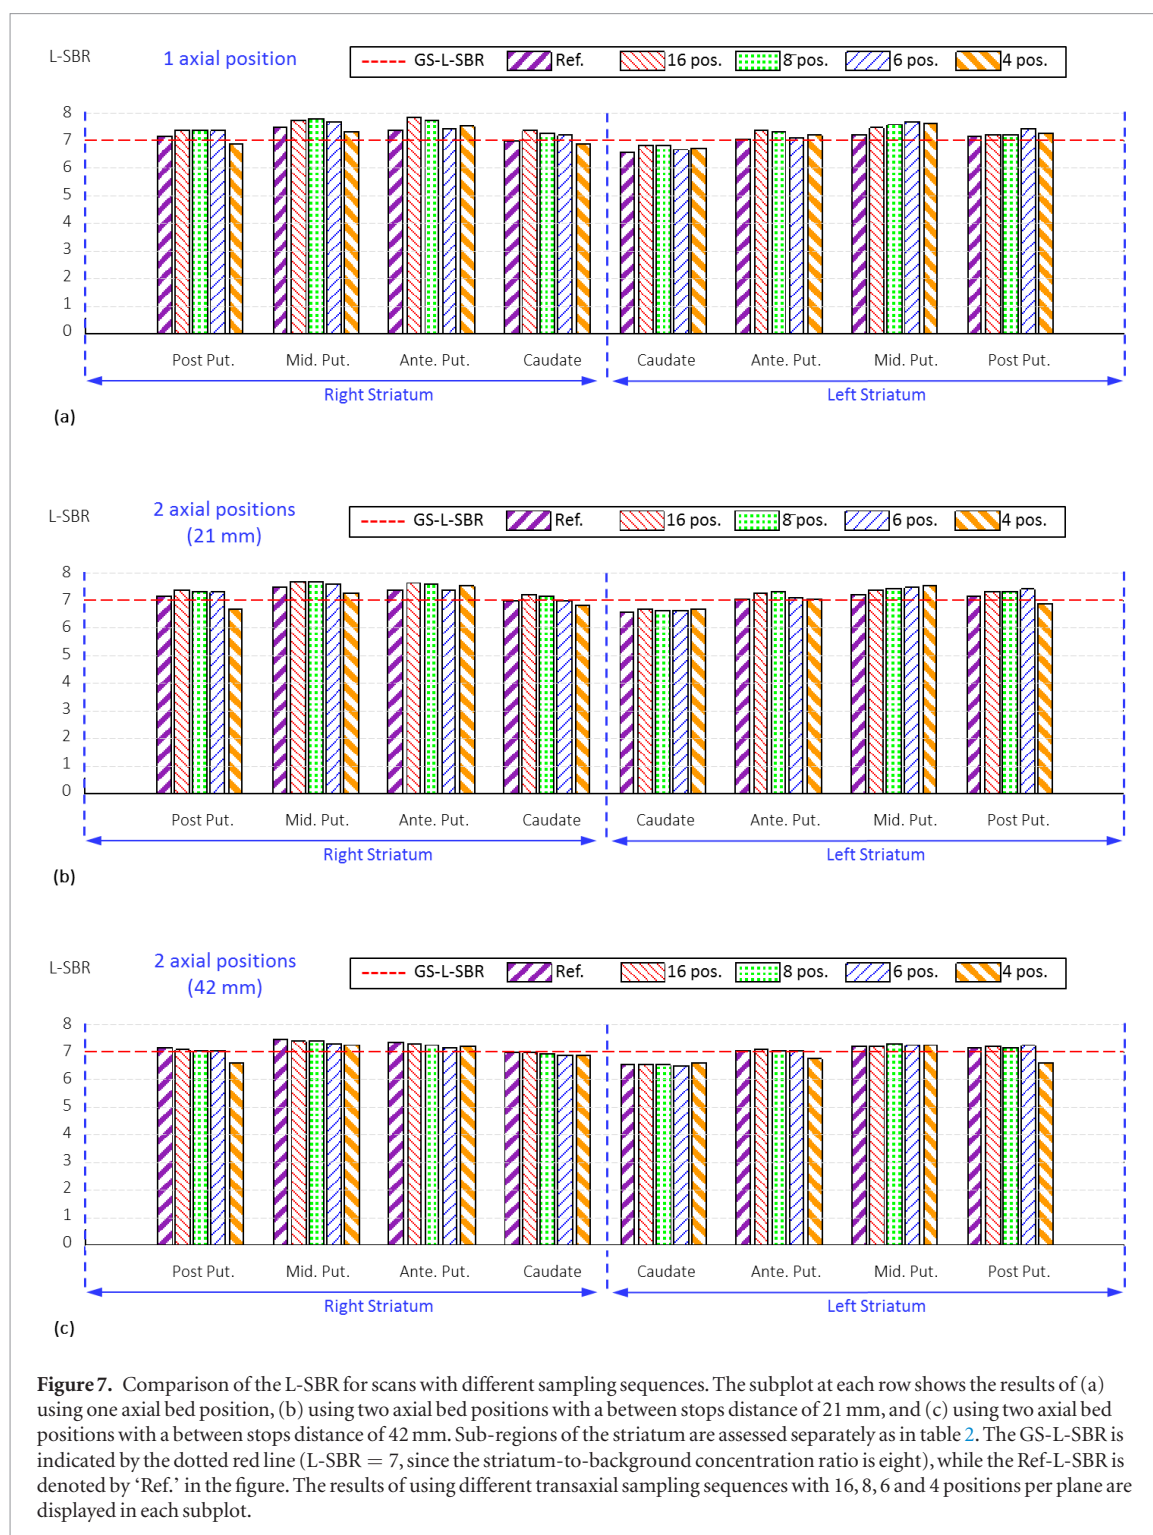 L-SBR
1 axial position
GS-L-SBR Ref. 16 pos. 8 pos. 6 pos. 4 pos.
8
7
6
5
4
3
2
1
0
Post Put. Mid. Put. Ante. Put. Caudate Caudate Ante. Put. Mid. Put. Post Put.
Right Striatum Left Striatum
(a)
L-SBR
2 axial positions
(21 mm)
GS-L-SBR Ref. 16 pos. 8 pos. 6 pos. 4 pos.
8
7
6
5
4
3
2
1
0
Post Put. Mid. Put. Ante. Put. Caudate Caudate Ante. Put. Mid. Put. Post Put.
Right Striatum Left Striatum
(b)
L-SBR
2 axial positions
(42 mm)
GS-L-SBR Ref. 16 pos. 8 pos. 6 pos. 4 pos.
8
7
6
5
4
3
2
1
0
Post Put. Mid. Put. Ante. Put. Caudate Caudate Ante. Put. Mid. Put. Post Put.
Right Striatum Left Striatum
(c)
Figure 7. Comparison of the L-SBR for scans with different sampling sequences. The subplot at each row shows the results of (a)
using one axial bed position, (b) using two axial bed positions with a between stops distance of 21 mm, and (c) using two axial bed
positions with a between stops distance of 42 mm. Sub-regions of the striatum are assessed separately as in table 2. The GS-L-SBR is
indicated by the dotted red line (L-SBR = 7, since the striatum-to-background concentration ratio is eight), while the Ref-L-SBR is
denoted by ‘Ref.’ in the figure. The results of using different transaxial sampling sequences with 16, 8, 6 and 4 positions per plane are
displayed in each subplot.